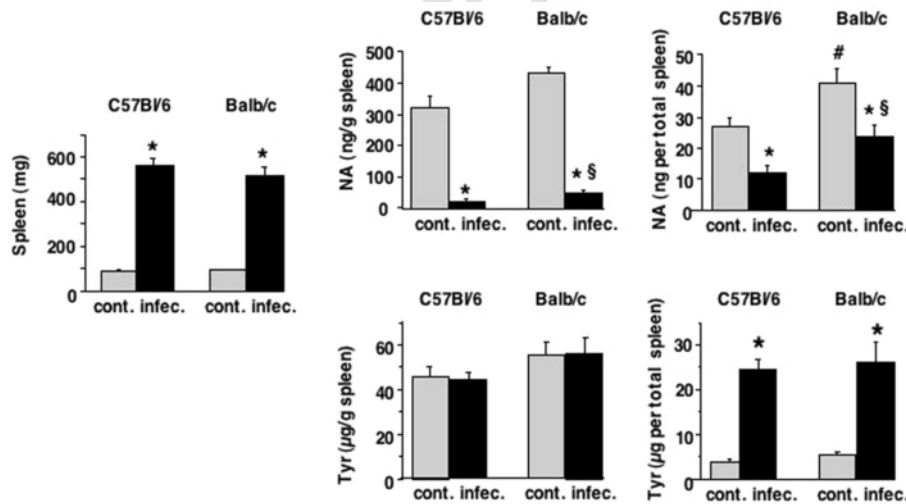 C57Bl/6 Balb/c
Spleen (mg)
600
400
200
0
* *
cont. infec. cont. infec.
C57Bl/6 Balb/c
NA (ng/g spleen)
500
400
300
200
100
0
* * §
cont. infec. cont. infec.
C57Bl/6 Balb/c
NA (ng per total spleen)
50
40
30
20
10
0
* # * §
cont. infec. cont. infec.
C57Bl/6 Balb/c
Tyr (µg/g spleen)
60
40
20
0
cont. infec. cont. infec.
C57Bl/6 Balb/c
Tyr (µg per total spleen)
30
20
10
0
* *
cont. infec. cont. infec.